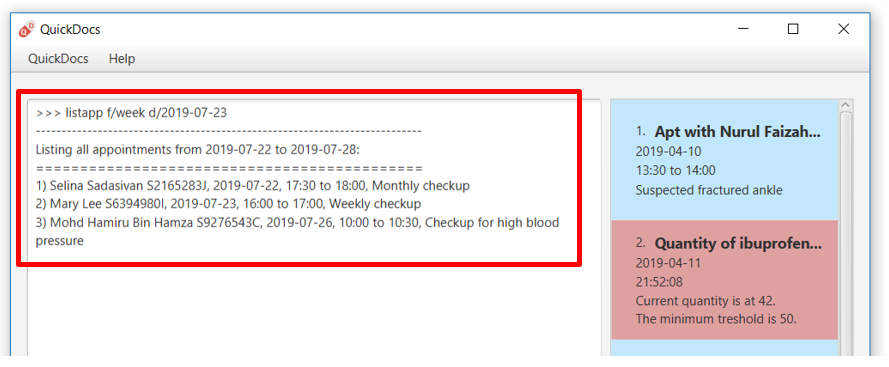 QuickDocs
QuickDocs Help
>>> listapp f/week d/2019-07-23
--------------------------------------------------------------------
Listing all appointments from 2019-07-22 to 2019-07-28:
============================================
1) Selina Sadasivan S2165283J, 2019-07-22, 17:30 to 18:00, Monthly checkup
2) Mary Lee S6394980I, 2019-07-23, 16:00 to 17:00, Weekly checkup
3) Mohd Hamiru Bin Hamza S9276543C, 2019-07-26, 10:00 to 10:30, Checkup for high blood
pressure
1. Apt with Nurul Faizah...
2019-04-10
13:30 to 14:00
Suspected fractured ankle
2. Quantity of ibuprofen...
2019-04-11
21:52:08
Current quantity is at 42.
The minimum treshold is 50.